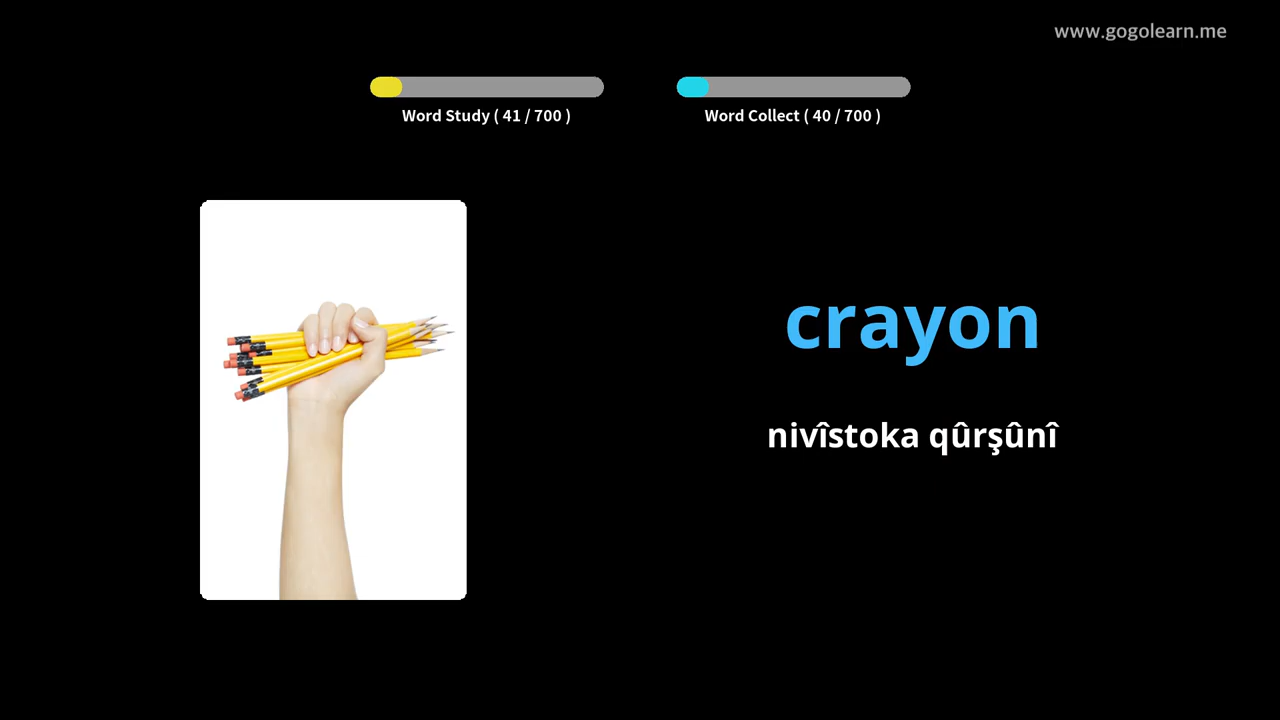 www.gogolearn.me
Word Study ( 41 / 700 )
Word Collect ( 40 / 700 )
crayon
nivîstoka qûrşûnî